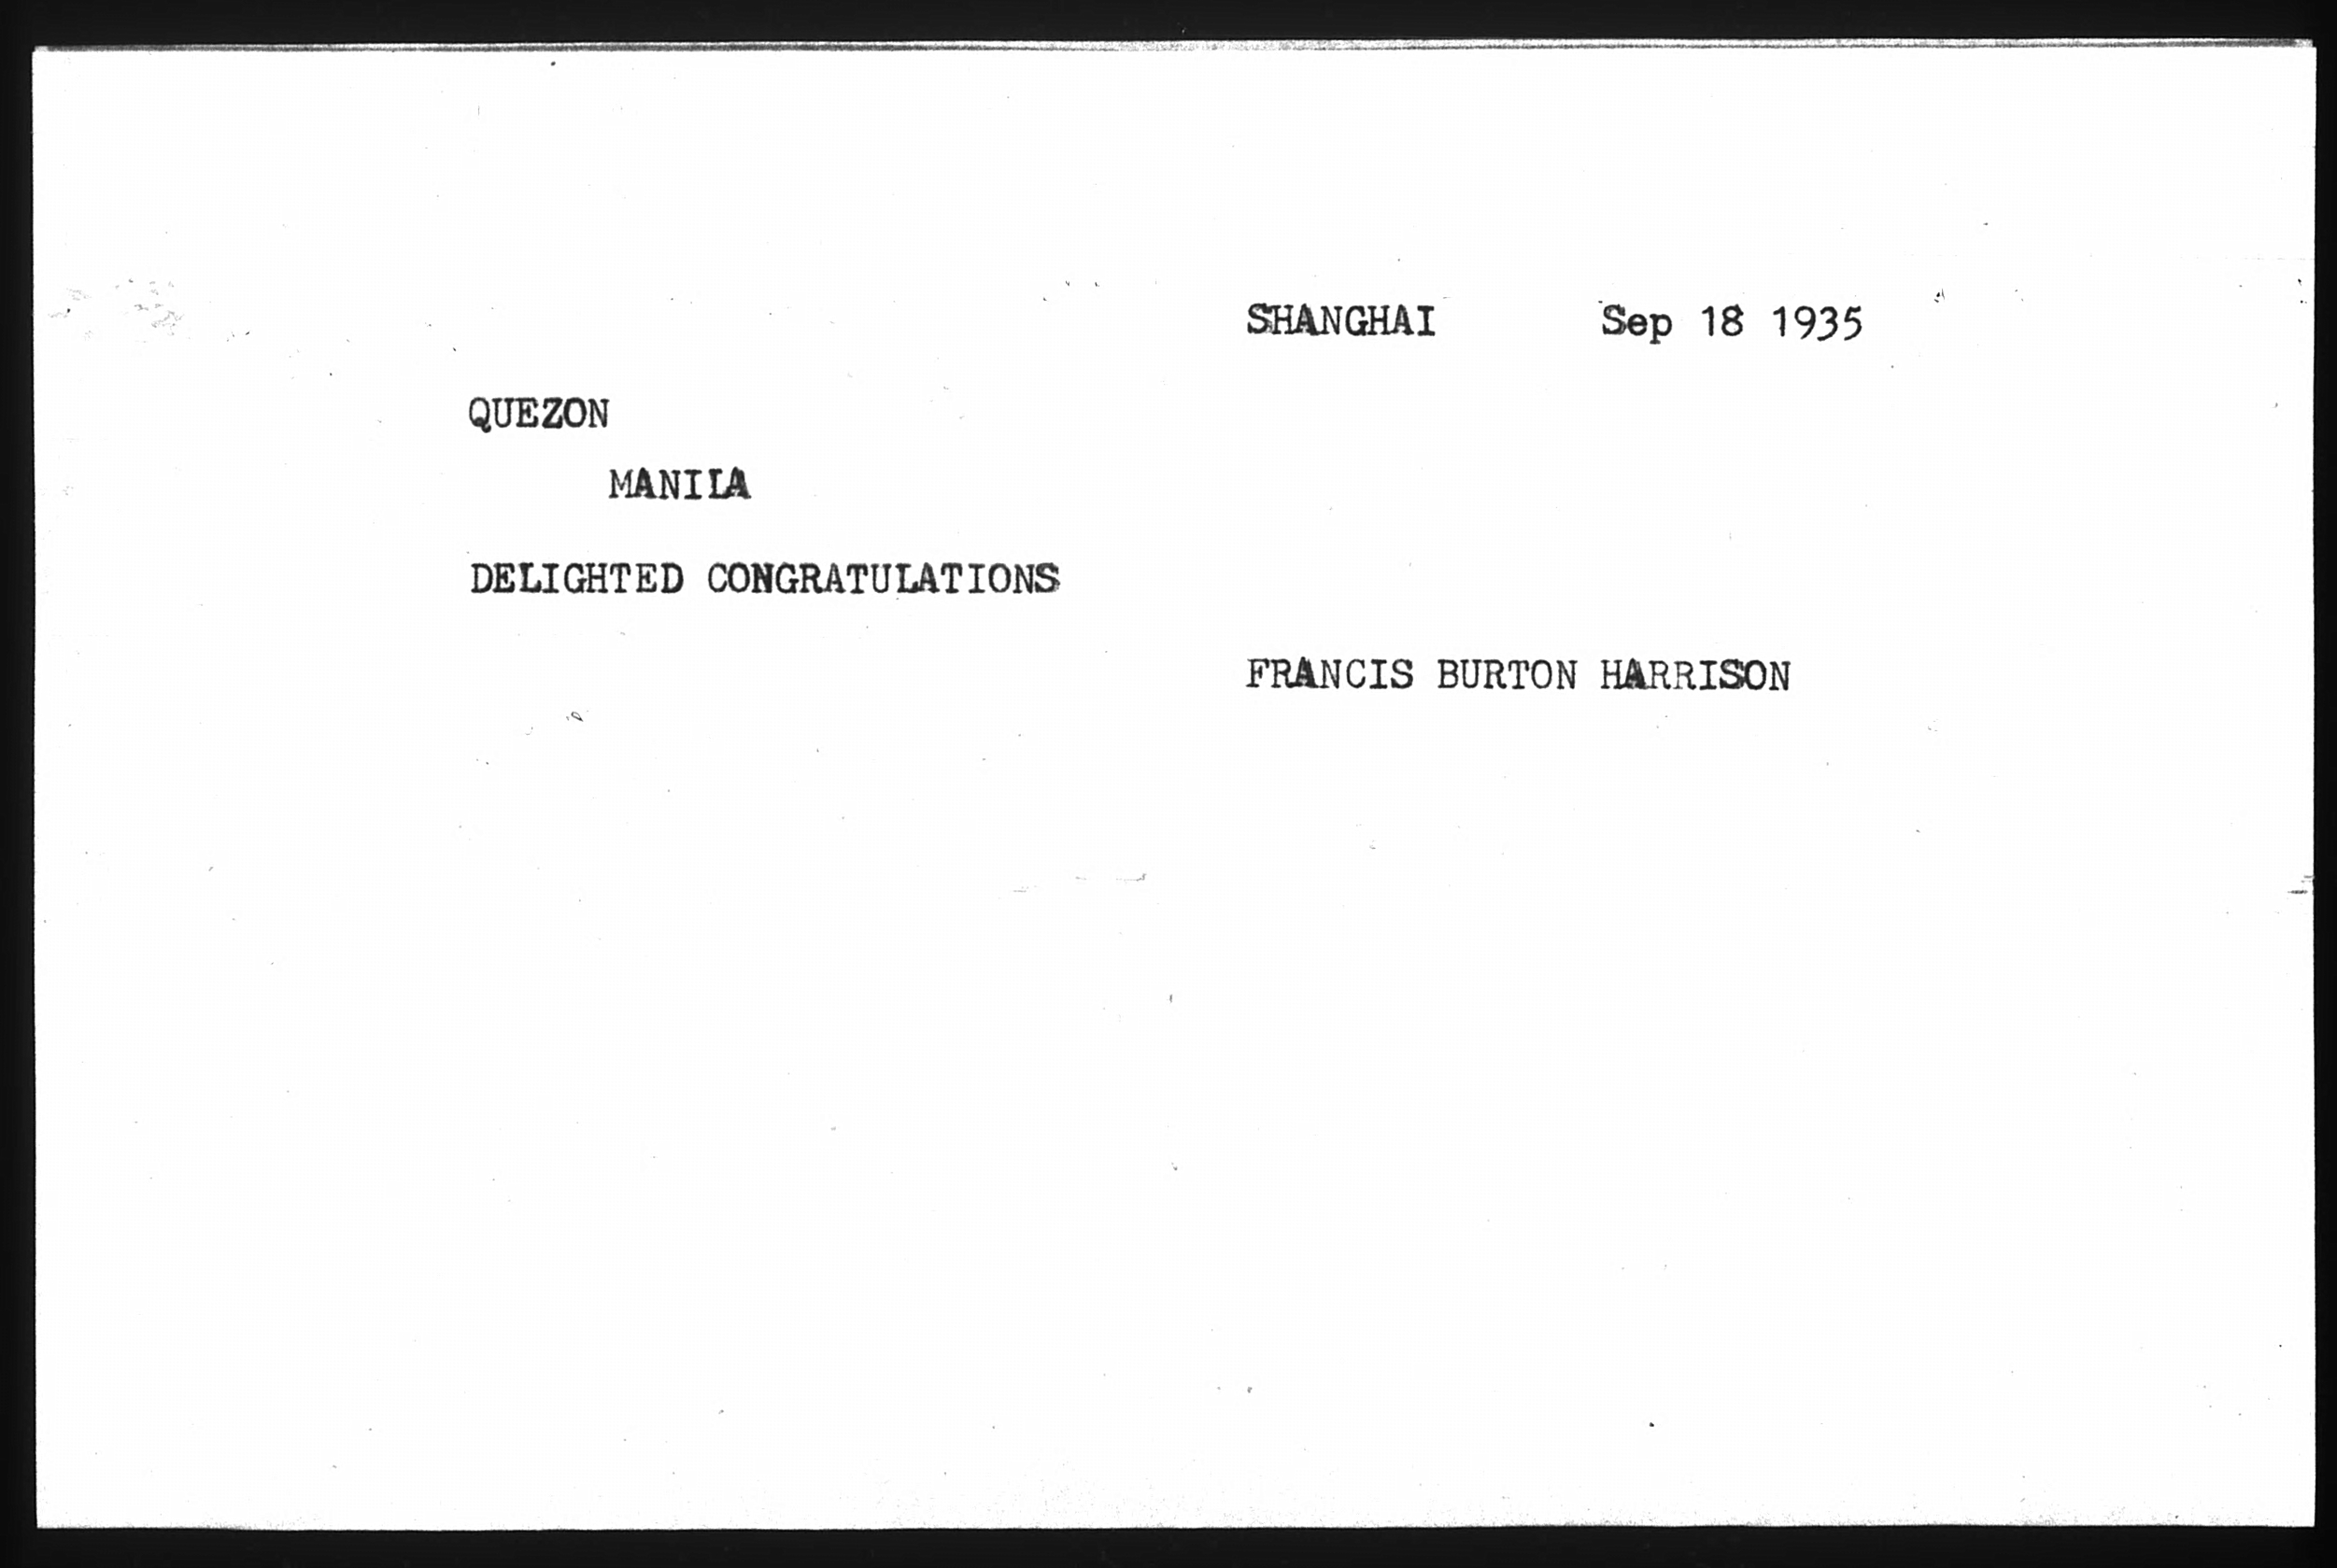 SHANGHAI Sep 18 1935
QUEZON
MANILA
DELIGHTED CONGRATULATIONS
FRANCIS BURTON HARRISON